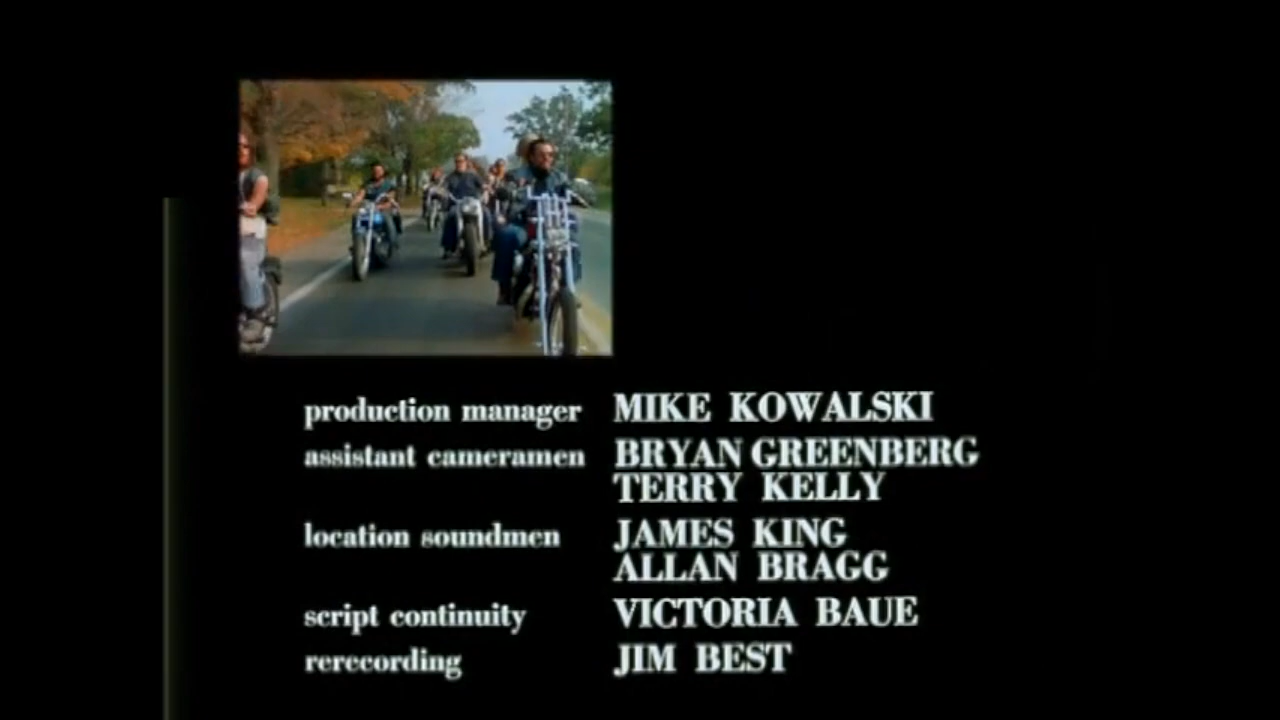 production manager MIKE KOWALSKI
assistant cameramen BRYAN GREENBERG
TERRY KELLY
location soundmen JAMES KING
ALLAN BRAGG
script continuity VICTORIA BAUE
rerecording JIM BEST